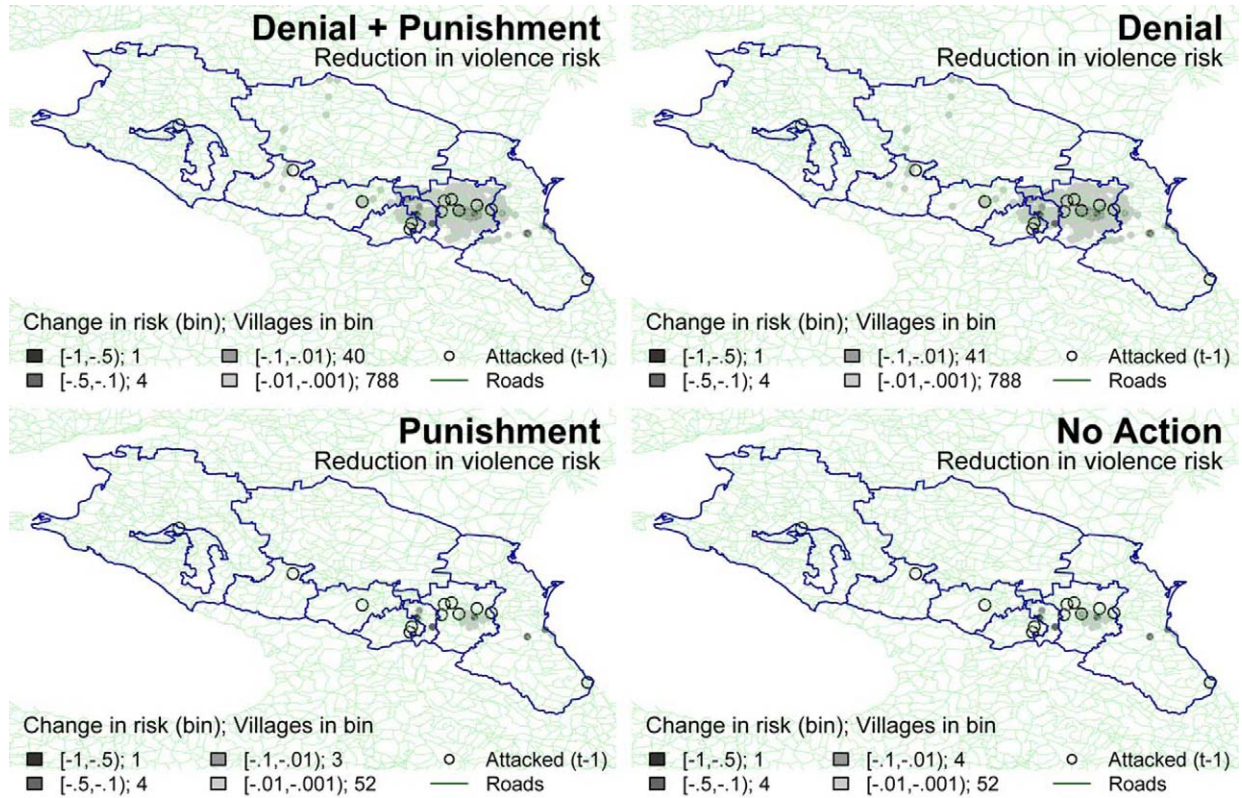 Denial + Punishment
Reduction in violence risk
Change in risk (bin); Villages in bin
[-1,-.5); 1 [-.1,-.01); 40 Attacked (t-1)
[-.5,-.1); 4 [-.01,-.001); 788 Roads
Denial
Reduction in violence risk
Change in risk (bin); Villages in bin
[-1,-.5); 1 [-.1,-.01); 41 Attacked (t-1)
[-.5,-.1); 4 [-.01,-.001); 788 Roads
Punishment
Reduction in violence risk
Change in risk (bin); Villages in bin
[-1,-.5); 1 [-.1,-.01); 3 Attacked (t-1)
[-.5,-.1); 4 [-.01,-.001); 52 Roads
No Action
Reduction in violence risk
Change in risk (bin); Villages in bin
[-1,-.5); 1 [-.1,-.01); 4 Attacked (t-1)
[-.5,-.1); 4 [-.01,-.001); 52 Roads